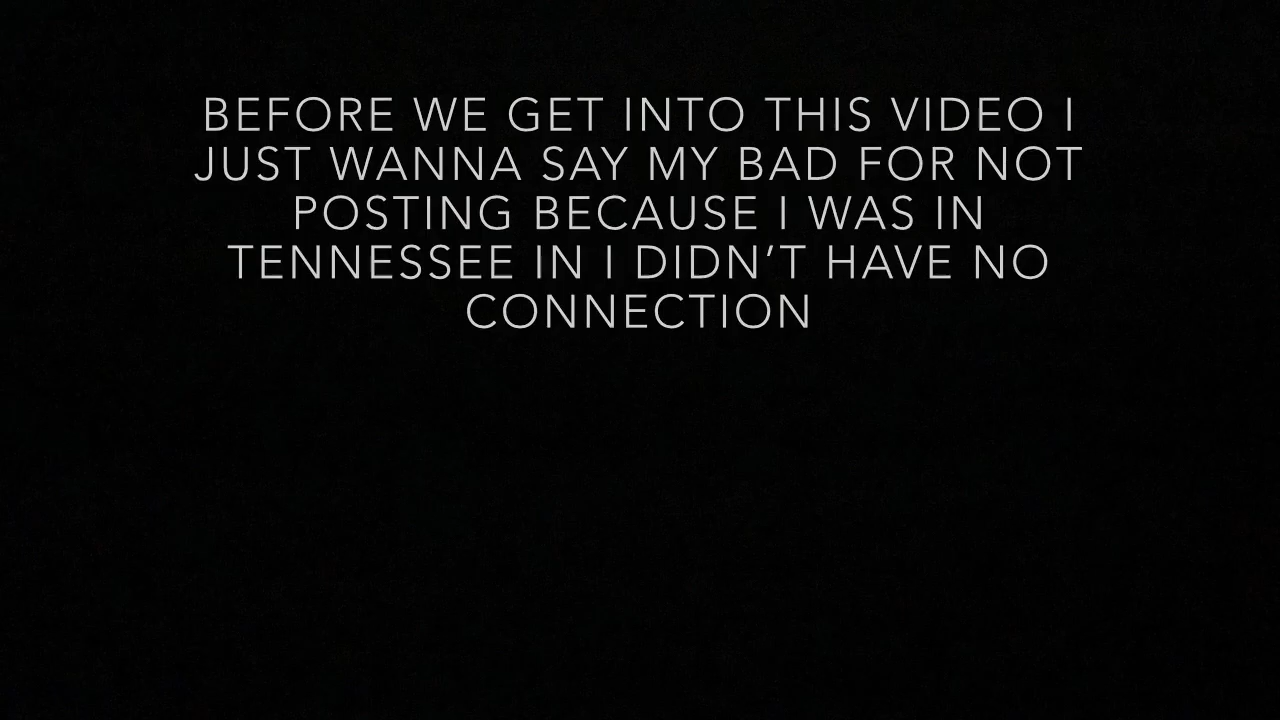 BEFORE WE GET INTO THIS VIDEO I
JUST WANNA SAY MY BAD FOR NOT
POSTING BECAUSE I WAS IN
TENNESSEE IN I DIDN’T HAVE NO
CONNECTION